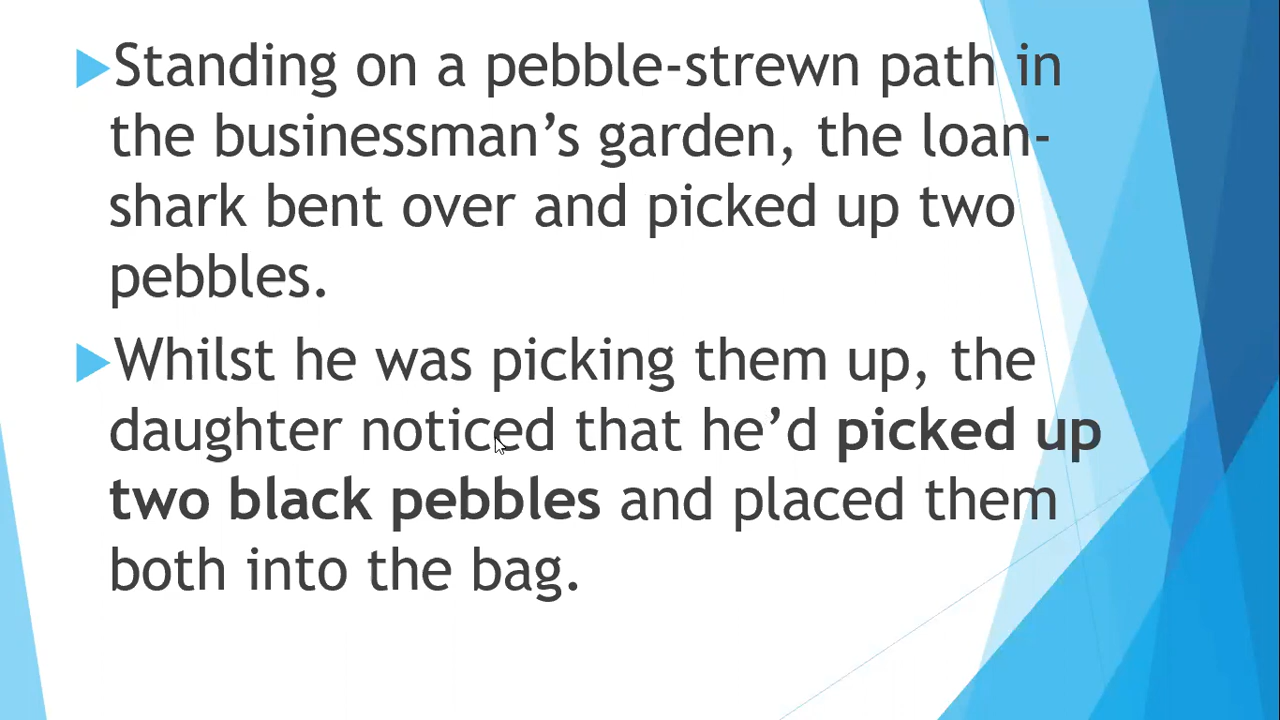 Standing on a pebble-strewn path in
the businessman’s garden, the loan-
shark bent over and picked up two
pebbles.
Whilst he was picking them up, the
daughter noticed that he’d picked up
two black pebbles and placed them
both into the bag.